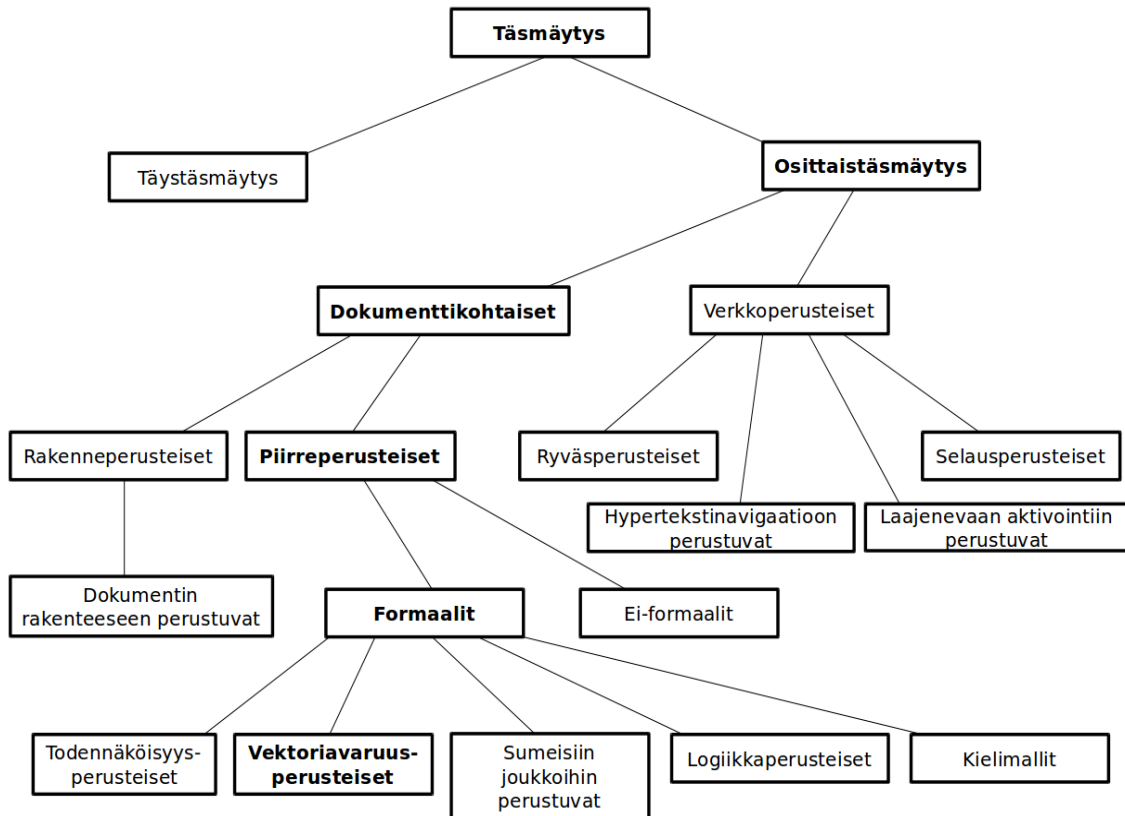 Täsmäytys
Täystäsmäytys
Osittaistäsmäytys
Dokumenttikohtaiset
Verkkoperusteiset
Rakenneperusteiset
Piirreperusteiset
Ryväsperusteiset
Selausperusteiset
Hypertekstinavigaatioon
perustuvat
Laajenevaan aktivointiin
perustuvat
Dokumentin
rakenteeseen perustuvat
Formaalit
Ei-formaalit
Todennäköisyys-
perusteiset
Vektoriavaruus-
perusteiset
Sumeisiin
joukkoihin
perustuvat
Logiikkaperusteiset
Kielimallit